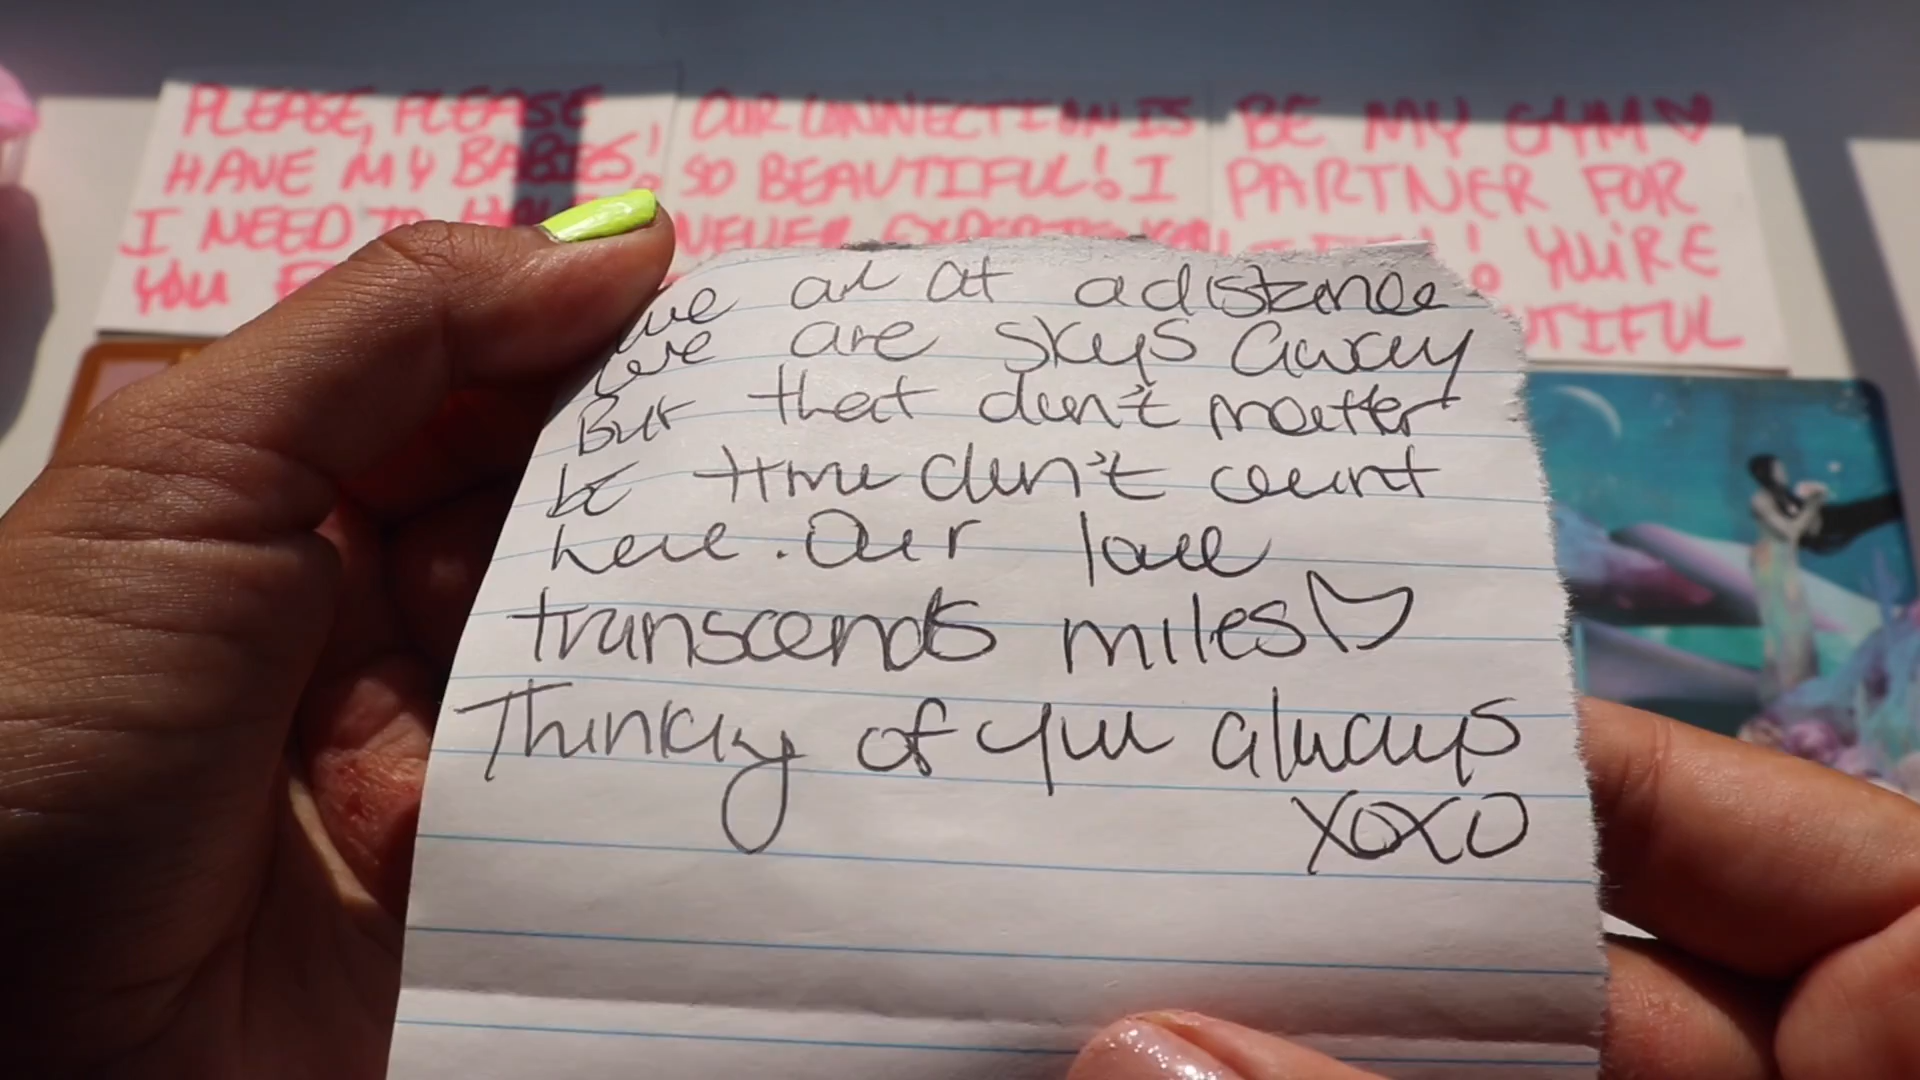 PLEASE, PLEASE
HAVE MY BABIES!
I NEED TO
YOU
OUR CONNECTION IS
SO BEAUTIFUL! I
NEVER
BE MY GYM ♡
PARTNER FOR
! YOU'RE
we are at a distance
we are skys away
But that don't matter
bc time don't count
here. Our love
transcends miles ♡
Thinking of you always
xoxo